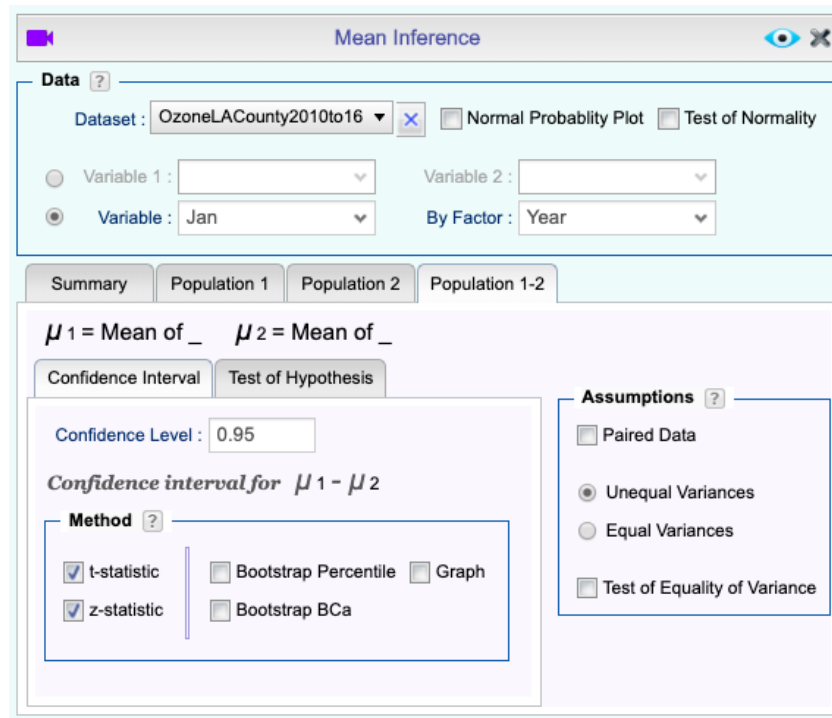 Mean Inference
Data ?
Dataset : OzoneLACounty2010to16 Normal Probablity Plot Test of Normality
Variable 1 : Variable 2 :
Variable : Jan By Factor : Year
Summary Population 1 Population 2 Population 1-2
μ 1 = Mean of _ μ 2 = Mean of _
Confidence Interval Test of Hypothesis
Assumptions ?
Confidence Level : 0.95 Paired Data
Confidence interval for μ 1 - μ 2
Unequal Variances
Method ?
Equal Variances
t-statistic Bootstrap Percentile Graph
Test of Equality of Variance
z-statistic Bootstrap BCa